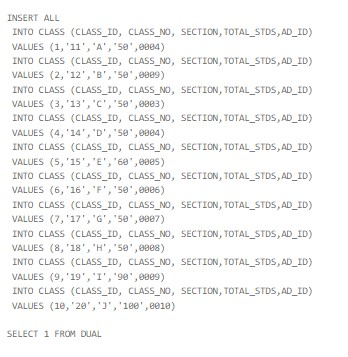 INSERT ALL
INTO CLASS (CLASS_ID, CLASS_NO, SECTION,TOTAL_STDS,AD_ID)
VALUES (1,'11','A','50',0004)
INTO CLASS (CLASS_ID, CLASS_NO, SECTION,TOTAL_STDS,AD_ID)
VALUES (2,'12','B','50',0009)
INTO CLASS (CLASS_ID, CLASS_NO, SECTION,TOTAL_STDS,AD_ID)
VALUES (3,'13','C','50',0003)
INTO CLASS (CLASS_ID, CLASS_NO, SECTION,TOTAL_STDS,AD_ID)
VALUES (4,'14','D','50',0004)
INTO CLASS (CLASS_ID, CLASS_NO, SECTION,TOTAL_STDS,AD_ID)
VALUES (5,'15','E','60',0005)
INTO CLASS (CLASS_ID, CLASS_NO, SECTION,TOTAL_STDS,AD_ID)
VALUES (6,'16','F','50',0006)
INTO CLASS (CLASS_ID, CLASS_NO, SECTION,TOTAL_STDS,AD_ID)
VALUES (7,'17','G','50',0007)
INTO CLASS (CLASS_ID, CLASS_NO, SECTION,TOTAL_STDS,AD_ID)
VALUES (8,'18','H','50',0008)
INTO CLASS (CLASS_ID, CLASS_NO, SECTION,TOTAL_STDS,AD_ID)
VALUES (9,'19','I','90',0009)
INTO CLASS (CLASS_ID, CLASS_NO, SECTION,TOTAL_STDS,AD_ID)
VALUES (10,'20','J','100',0010)
SELECT 1 FROM DUAL